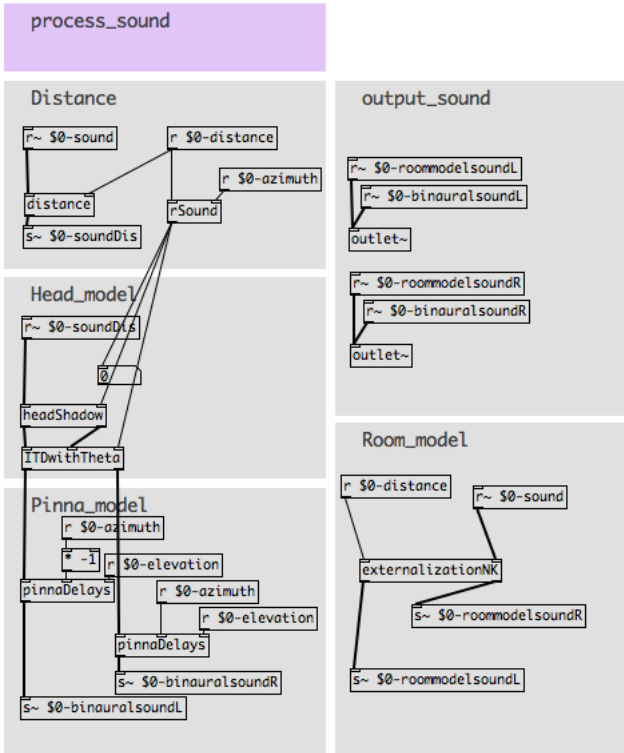 process_sound
Distance
r~ $0-sound
r $0-distance
r $0-azimuth
distance
rSound
s~ $0-soundDis
Head_model
r~ $0-soundDis
0
headShadow
ITDwithTheta
Pinna_model
r $0-azimuth
* -1
r $0-elevation
pinnaDelays
r $0-azimuth
r $0-elevation
pinnaDelays
s~ $0-binauralsoundR
s~ $0-binauralsoundL
output_sound
r~ $0-roommodelsoundL
r~ $0-binauralsoundL
outlet~
r~ $0-roommodelsoundR
r~ $0-binauralsoundR
outlet~
Room_model
r $0-distance
r~ $0-sound
externalizationNK
s~ $0-roommodelsoundR
s~ $0-roommodelsoundL